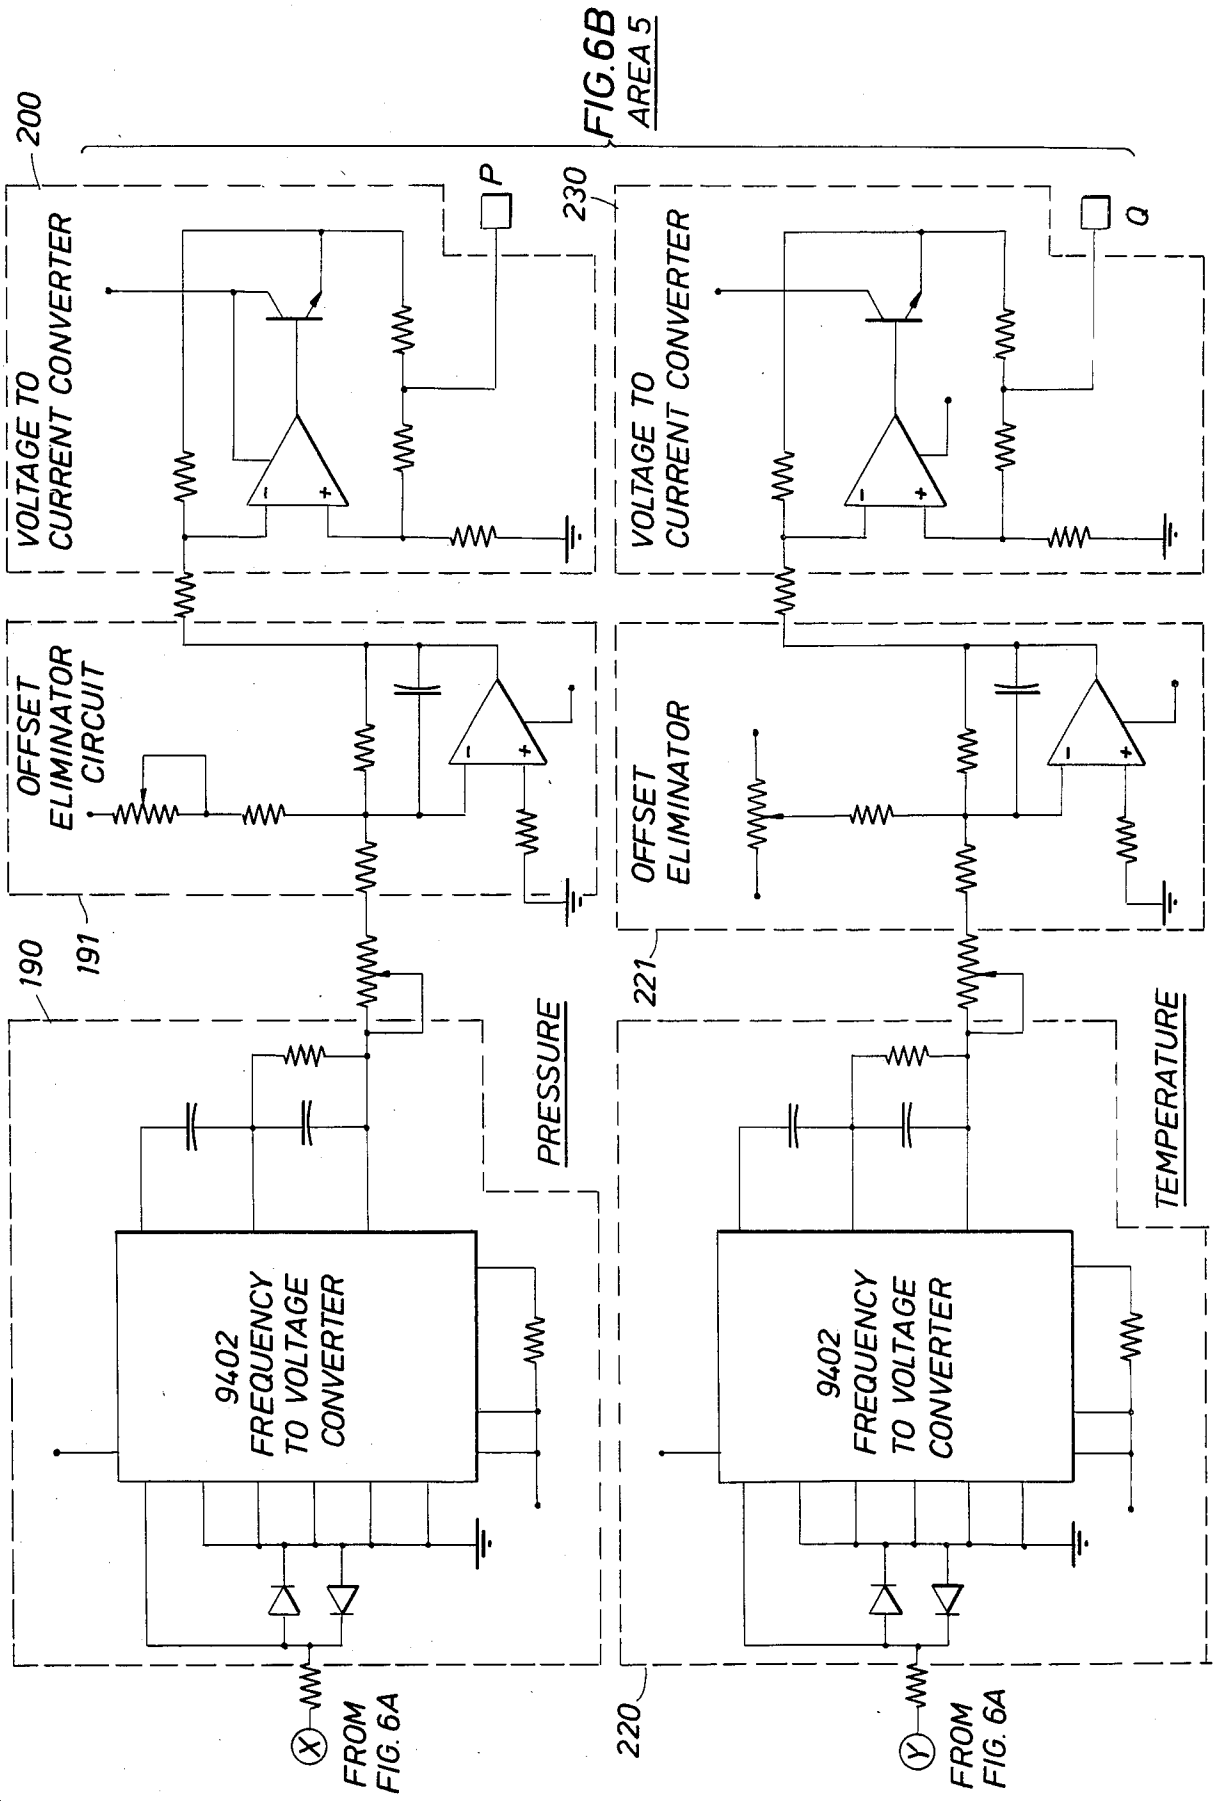 FIG. 6B
AREA 5
200
VOLTAGE TO
CURRENT CONVERTER
P
-
+
OFFSET
ELIMINATOR
CIRCUIT
191
-
+
190
PRESSURE
9402
FREQUENCY
TO VOLTAGE
CONVERTER
X
FROM
FIG. 6A
230
VOLTAGE TO
CURRENT CONVERTER
Q
-
+
OFFSET
ELIMINATOR
221
-
+
TEMPERATURE
9402
FREQUENCY
TO VOLTAGE
CONVERTER
220
Y
FROM
FIG. 6A